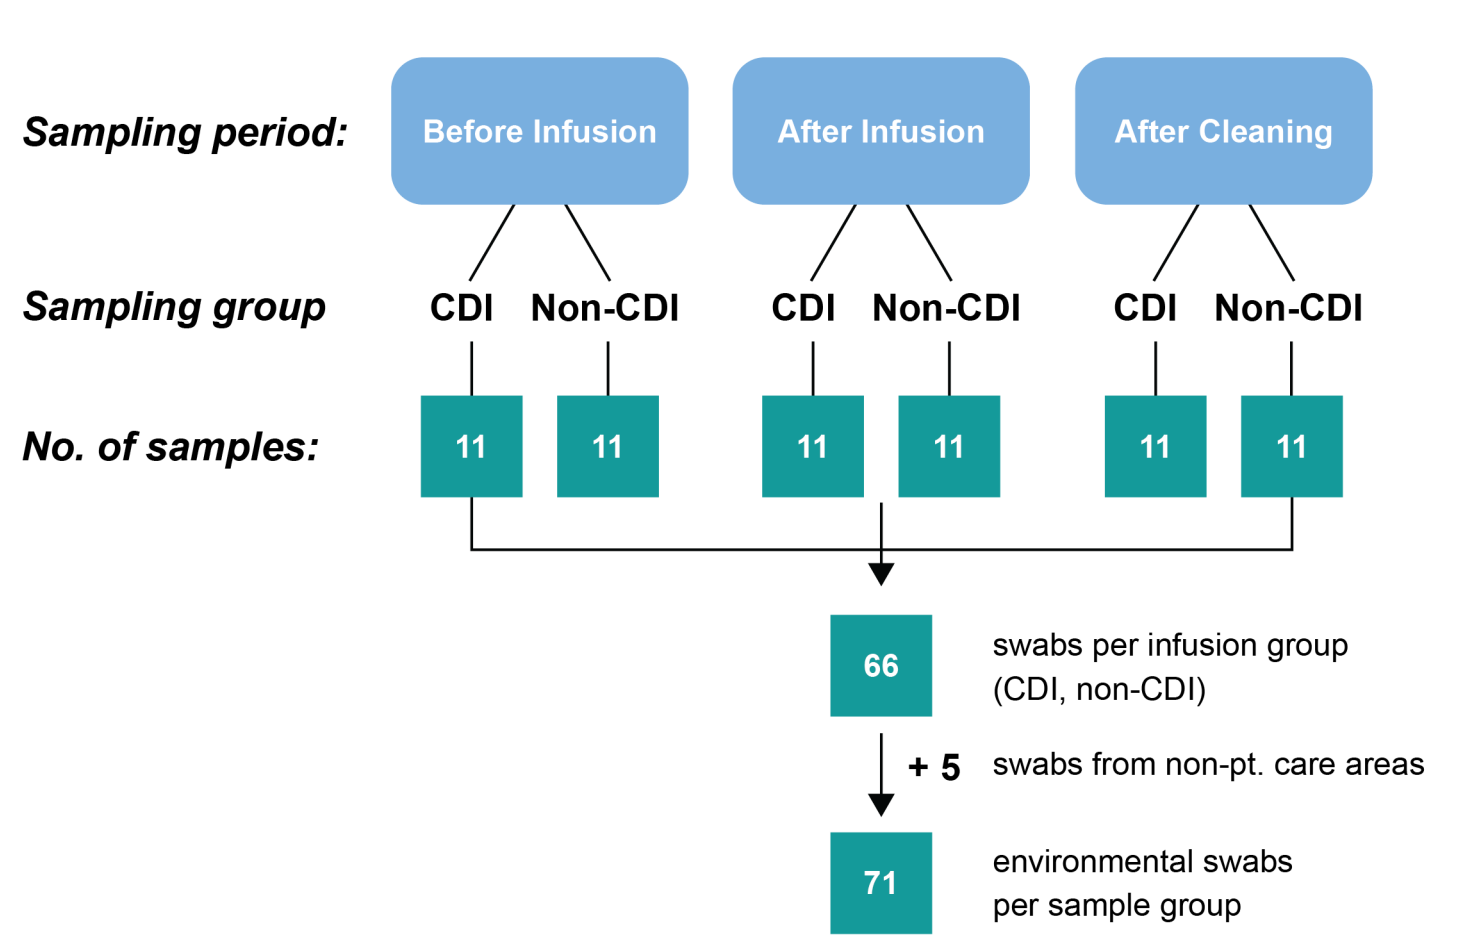 Sampling period:
Before Infusion
After Infusion
After Cleaning
Sampling group
CDI
Non-CDI
CDI
Non-CDI
CDI
Non-CDI
No. of samples:
11
11
11
11
11
11
66
swabs per infusion group
(CDI, non-CDI)
+ 5
swabs from non-pt. care areas
71
environmental swabs
per sample group